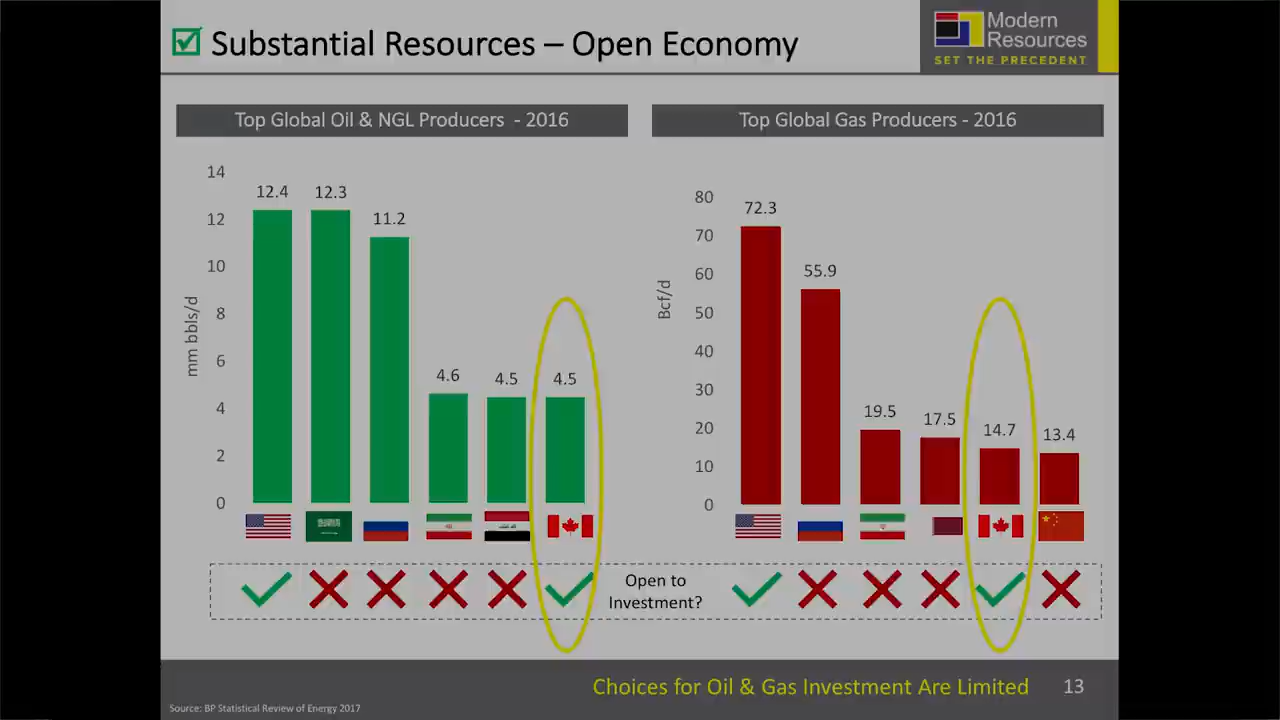 Substantial Resources – Open Economy
Modern
Resources
SET THE PRECEDENT
Top Global Oil & NGL Producers - 2016
mm bbls/d
14
12
10
8
6
4
2
0
12.4
12.3
11.2
4.6
4.5
4.5
Top Global Gas Producers - 2016
Bcf/d
80
70
60
50
40
30
20
10
0
72.3
55.9
19.5
17.5
14.7
13.4
Open to
Investment?
Choices for Oil & Gas Investment Are Limited
13
Source: BP Statistical Review of Energy 2017